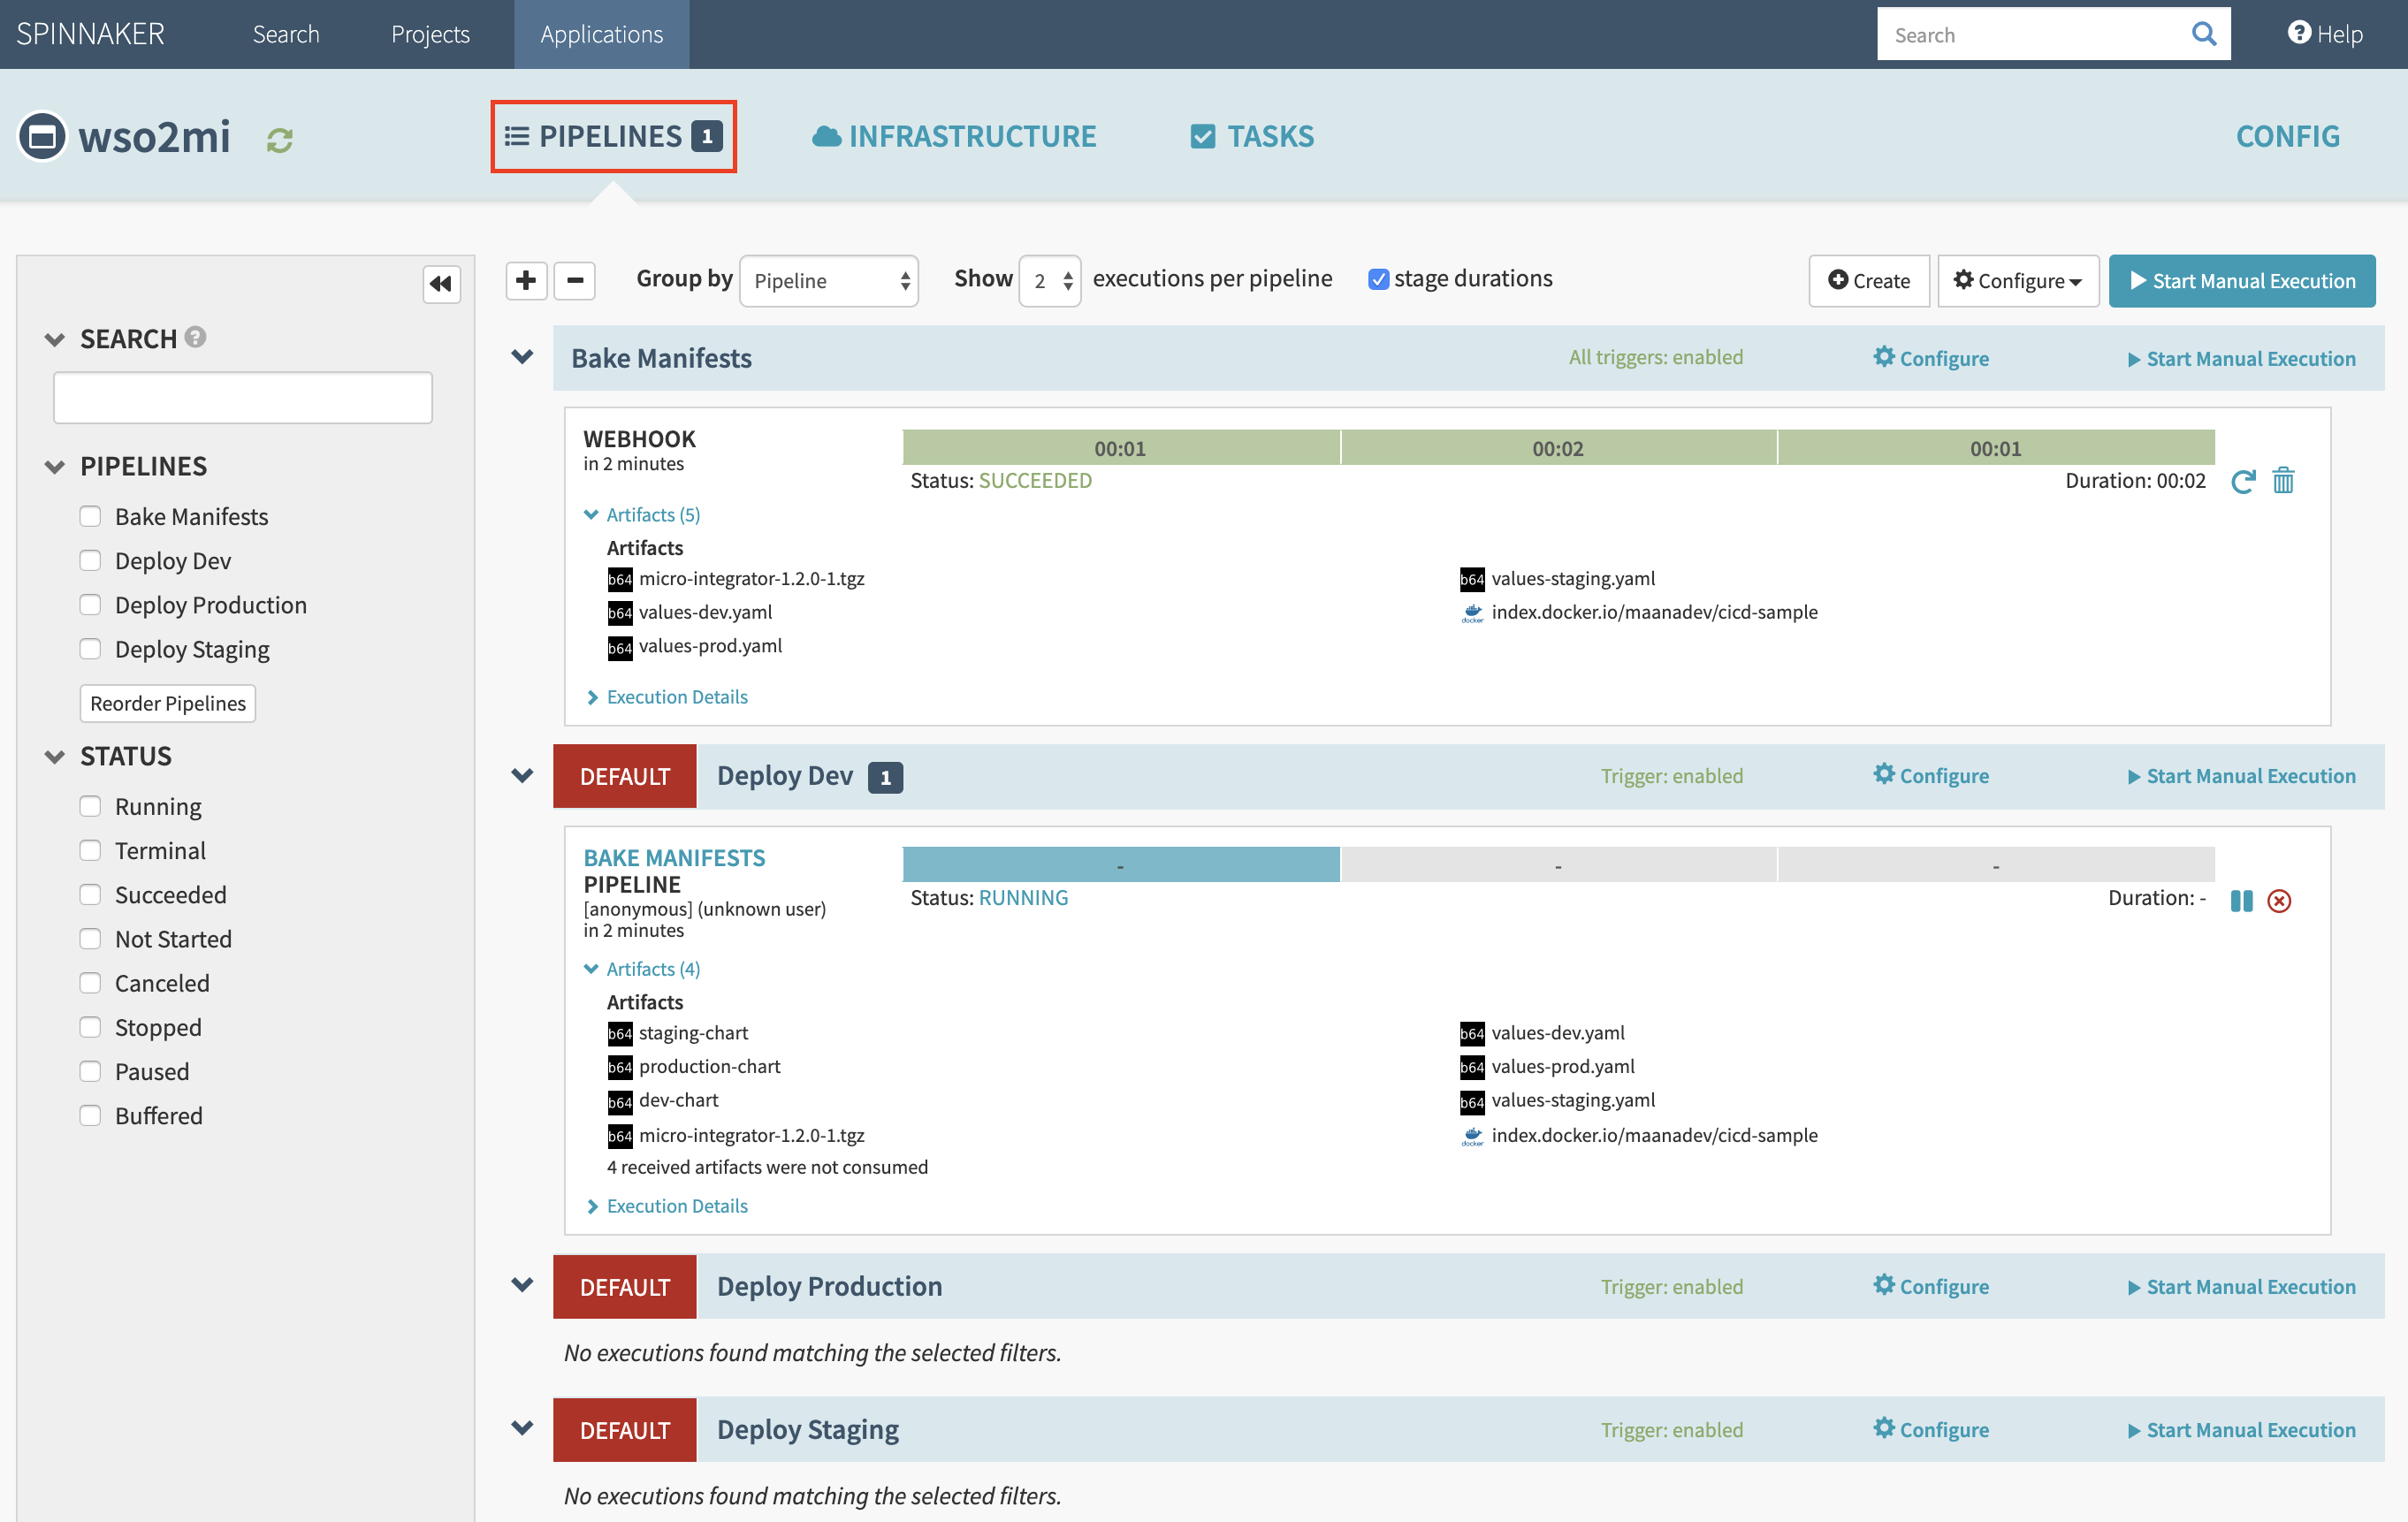 SPINNAKER Search Projects Applications Search Help
wso2mi PIPELINES 1 INFRASTRUCTURE TASKS CONFIG
Group by Pipeline Show 2 executions per pipeline stage durations Create Configure Start Manual Execution
SEARCH
PIPELINES
Bake Manifests
Deploy Dev
Deploy Production
Deploy Staging
Reorder Pipelines
STATUS
Running
Terminal
Succeeded
Not Started
Canceled
Stopped
Paused
Buffered
Bake Manifests All triggers: enabled Configure Start Manual Execution
WEBHOOK 00:01 00:02 00:01
in 2 minutes
Status: SUCCEEDED Duration: 00:02
Artifacts (5)
Artifacts
b64 micro-integrator-1.2.0-1.tgz b64 values-staging.yaml
b64 values-dev.yaml docker index.docker.io/maanadev/cicd-sample
b64 values-prod.yaml
Execution Details
DEFAULT Deploy Dev 1 Trigger: enabled Configure Start Manual Execution
BAKE MANIFESTS - - -
PIPELINE
Status: RUNNING Duration: -
[anonymous] (unknown user)
in 2 minutes
Artifacts (4)
Artifacts
b64 staging-chart b64 values-dev.yaml
b64 production-chart b64 values-prod.yaml
b64 dev-chart b64 values-staging.yaml
b64 micro-integrator-1.2.0-1.tgz docker index.docker.io/maanadev/cicd-sample
4 received artifacts were not consumed
Execution Details
DEFAULT Deploy Production Trigger: enabled Configure Start Manual Execution
No executions found matching the selected filters.
DEFAULT Deploy Staging Trigger: enabled Configure Start Manual Execution
No executions found matching the selected filters.